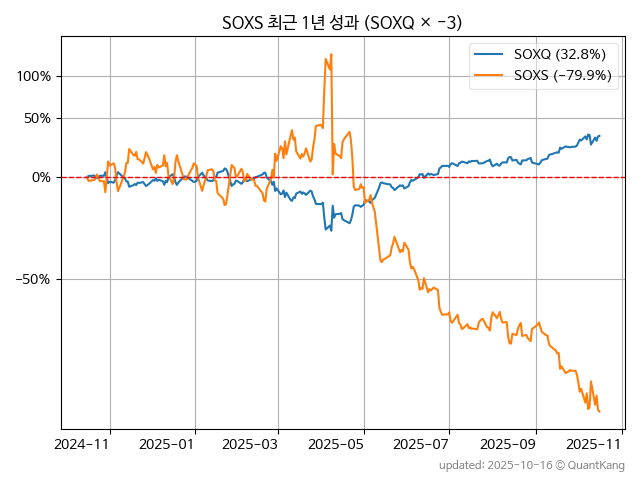 SOXS 최근 1년 성과 (SOXQ × −3)
SOXQ (32.8%)
SOXS (−79.9%)
100%
50%
0%
−50%
2024−11
2025−01
2025−03
2025−05
2025−07
2025−09
2025−11
updated: 2025-10-16 © QuantKang